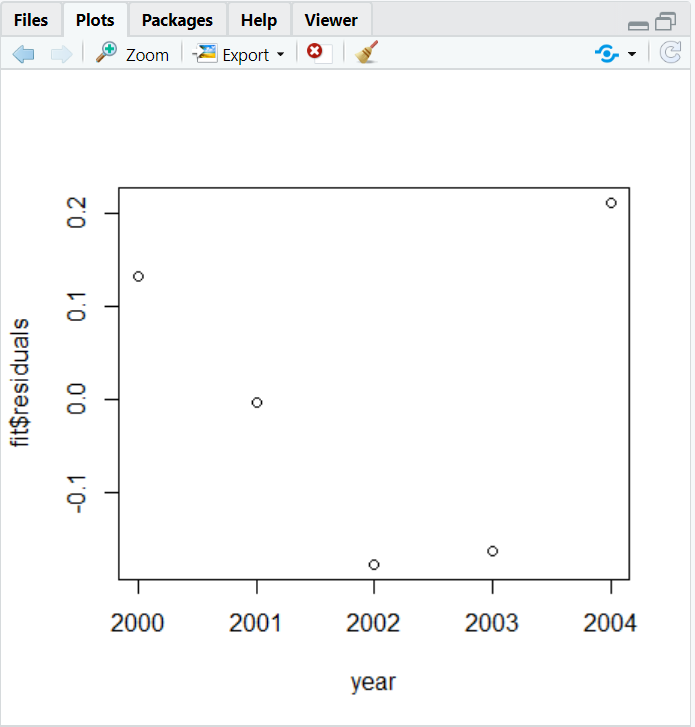 Files Plots Packages Help Viewer
Zoom Export
0.2
0.1
0.0
-0.1
fit$residuals
2000 2001 2002 2003 2004
year